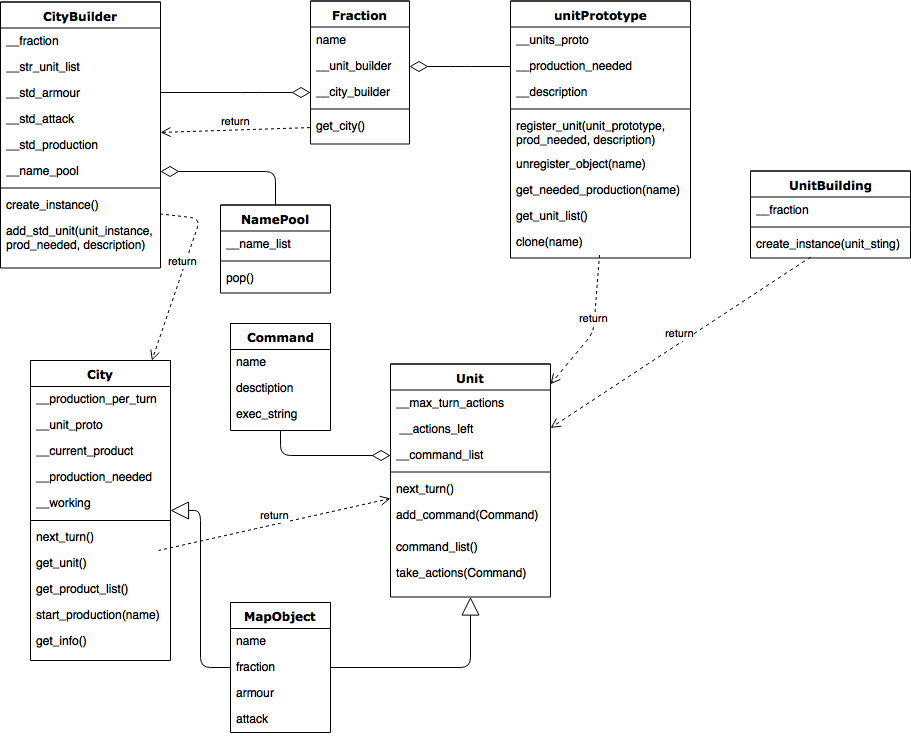 CityBuilder
__fraction
__str_unit_list
__std_armour
__std_attack
__std_production
__name_pool
create_instance()
add_std_unit(unit_instance,
prod_needed, description)
Fraction
name
__unit_builder
__city_builder
get_city()
return
unitPrototype
__units_proto
__production_needed
__description
register_unit(unit_prototype,
prod_needed, description)
unregister_object(name)
get_needed_production(name)
get_unit_list()
clone(name)
UnitBuilding
__fraction
create_instance(unit_sting)
NamePool
__name_list
pop()
return
return
return
Command
name
desctiption
exec_string
City
__production_per_turn
__unit_proto
__current_product
__production_needed
__working
next_turn()
get_unit()
get_product_list()
start_production(name)
get_info()
return
Unit
__max_turn_actions
__actions_left
__command_list
next_turn()
add_command(Command)
command_list()
take_actions(Command)
MapObject
name
fraction
armour
attack